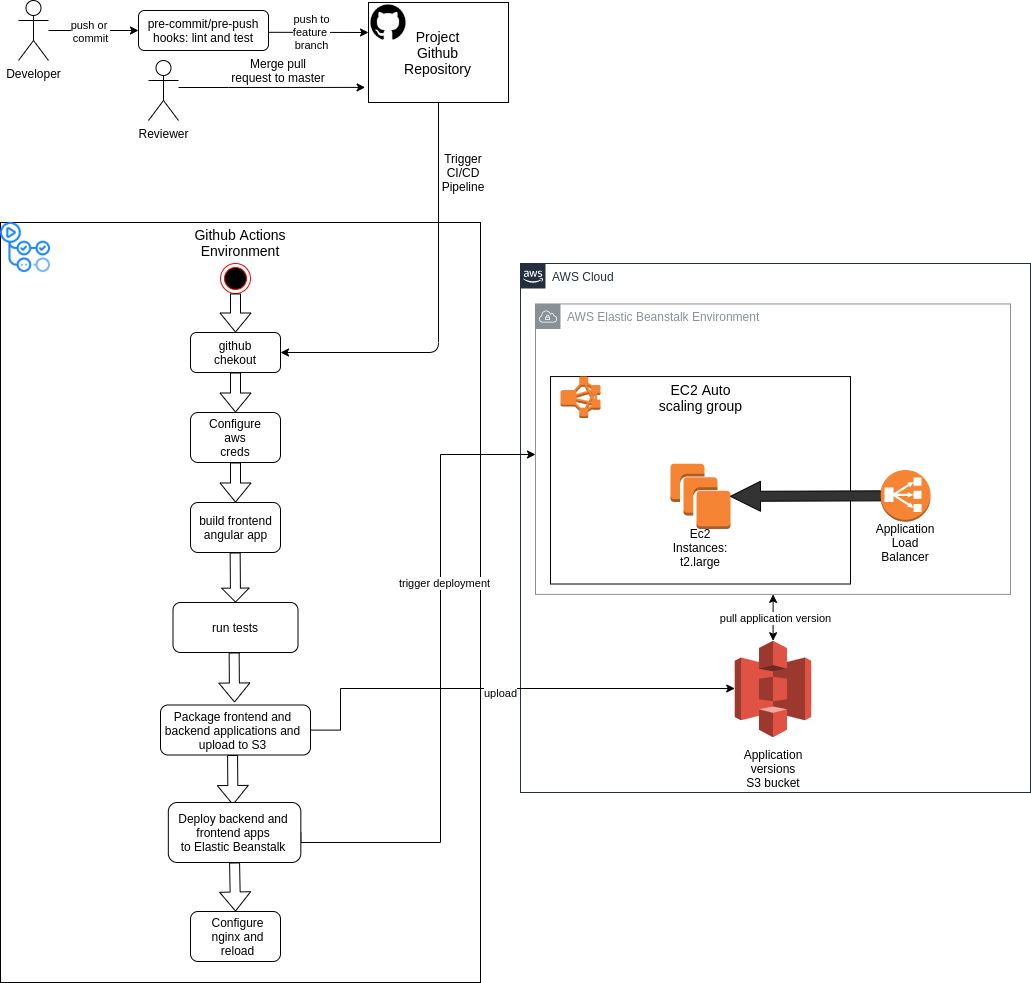 push or
commit
Developer
pre-commit/pre-push
hooks: lint and test
push to
feature
branch
Project
Github
Repository
Merge pull
request to master
Reviewer
Trigger
CI/CD
Pipeline
Github Actions
Environment
github
chekout
Configure
aws
creds
build frontend
angular app
run tests
Package frontend and
backend applications and
upload to S3
Deploy backend and
frontend apps
to Elastic Beanstalk
Configure
nginx and
reload
trigger deployment
upload
aws
AWS Cloud
AWS Elastic Beanstalk Environment
EC2 Auto
scaling group
Ec2
Instances:
t2.large
Application
Load
Balancer
pull application version
Application
versions
S3 bucket